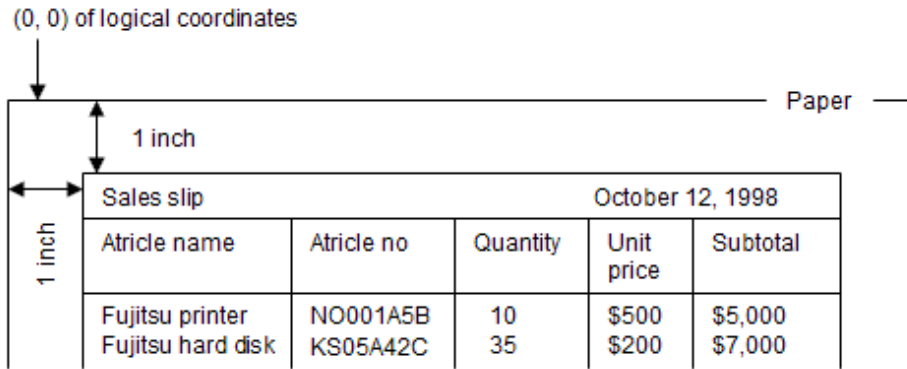 (0, 0) of logical coordinates
Paper
1 inch
1 inch
Sales slip October 12, 1998
Atricle name Atricle no Quantity Unit price Subtotal
Fujitsu printer NO001A5B 10 $500 $5,000
Fujitsu hard disk KS05A42C 35 $200 $7,000